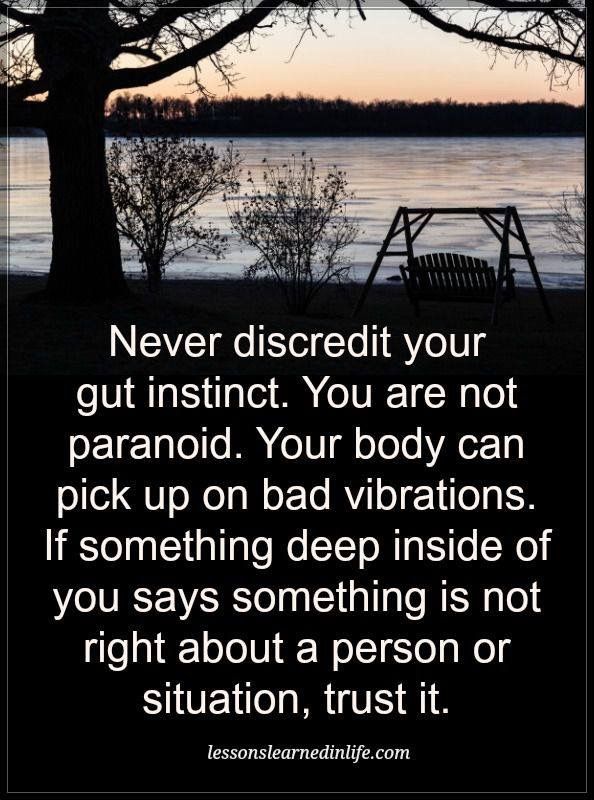 Never discredit your
gut instinct. You are not
paranoid. Your body can
pick up on bad vibrations.
If something deep inside of
you says something is not
right about a person or
situation, trust it.
lessonslearnedinlife.com